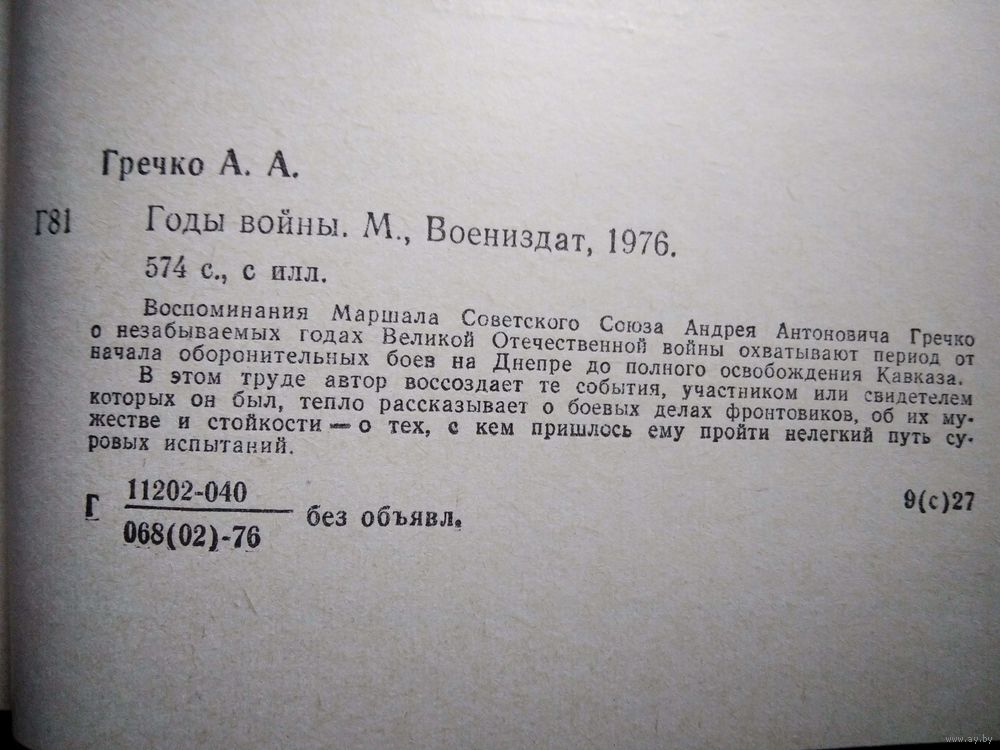 Гречко А. А.
Г81 Годы войны. М., Воениздат, 1976.
574 с., с илл.
Воспоминания Маршала Советского Союза Андрея Антоновича Гречко
о незабываемых годах Великой Отечественной войны охватывают период от
начала оборонительных боев на Днепре до полного освобождения Кавказа.
В этом труде автор воссоздает те события, участником или свидетелем
которых он был, тепло рассказывает о боевых делах фронтовиков, об их му-
жестве и стойкости — о тех, с кем пришлось ему пройти нелегкий путь су-
ровых испытаний.
Г 11202-040
068(02)-76 без объявл.
9(с)27
www.ay.by